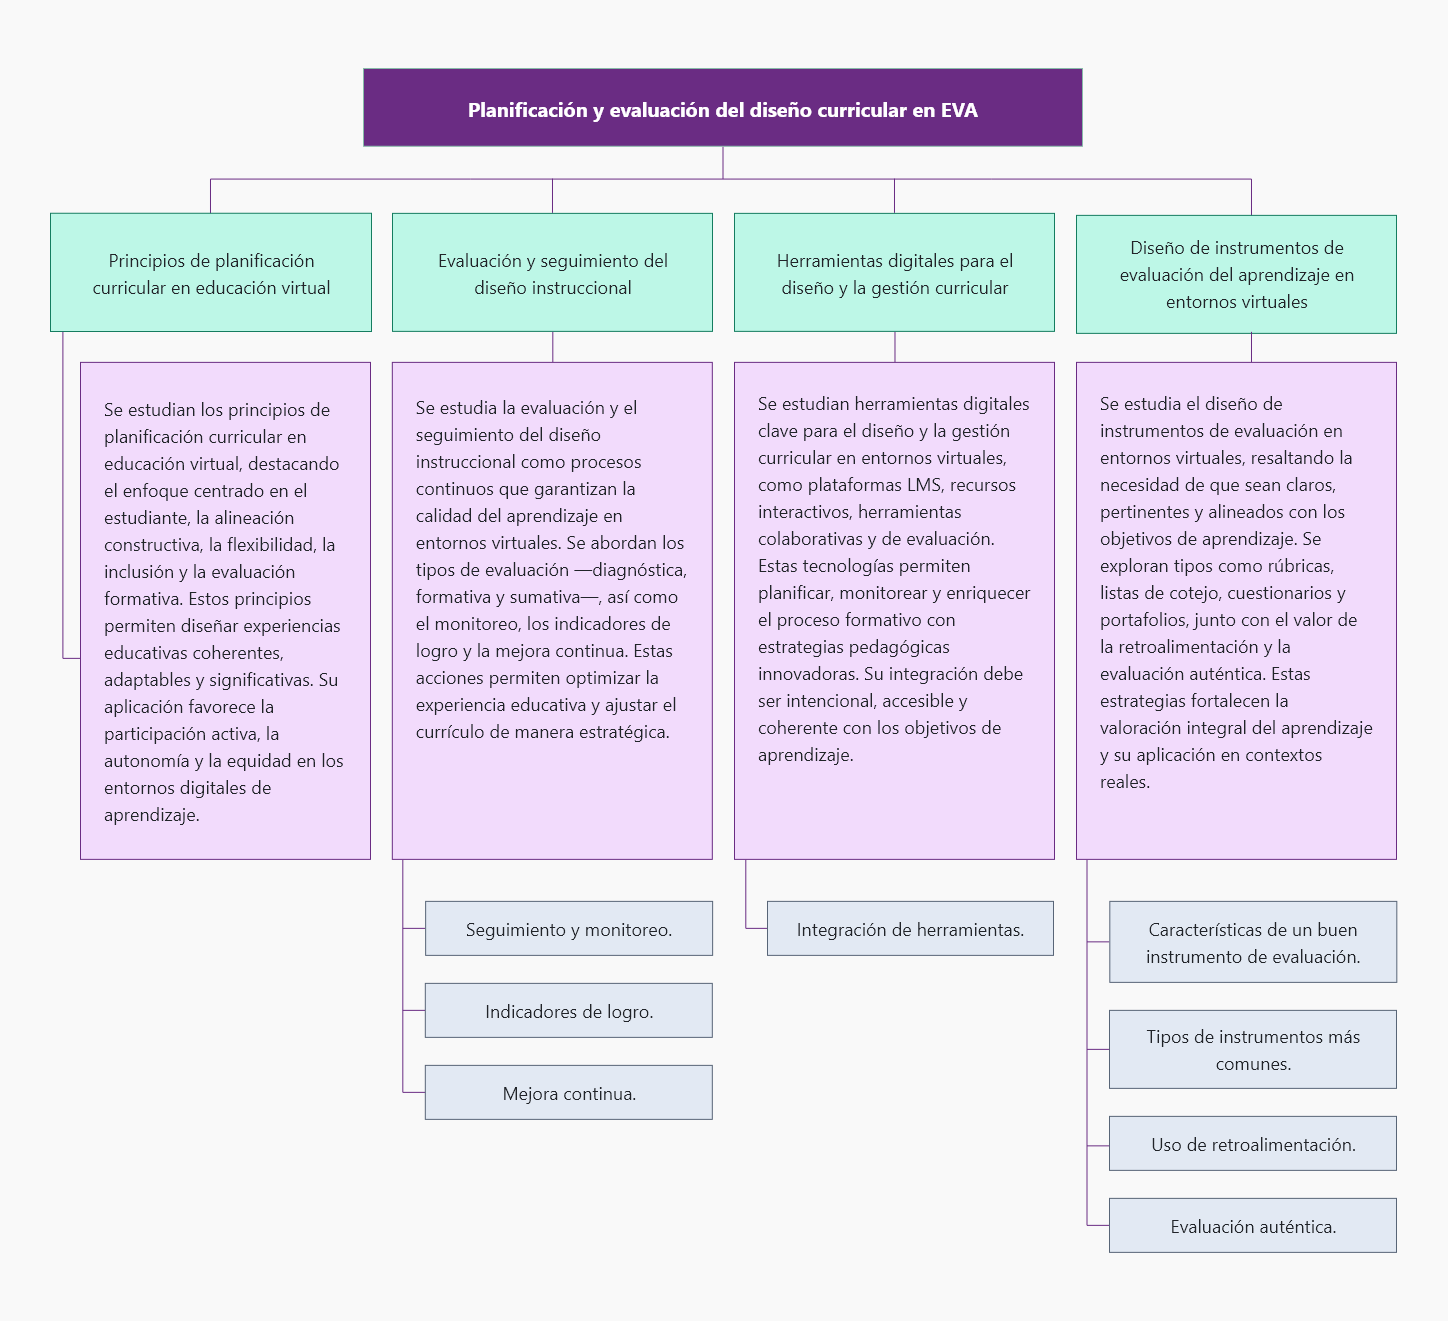 Planificación y evaluación del diseño curricular en EVA
Principios de planificación
curricular en educación virtual
Se estudian los principios de
planificación curricular en
educación virtual, destacando
el enfoque centrado en el
estudiante, la alineación
constructiva, la flexibilidad, la
inclusión y la evaluación
formativa. Estos principios
permiten diseñar experiencias
educativas coherentes,
adaptables y significativas. Su
aplicación favorece la
participación activa, la
autonomía y la equidad en los
entornos digitales de
aprendizaje.
Evaluación y seguimiento del
diseño instruccional
Se estudia la evaluación y el
seguimiento del diseño
instruccional como procesos
continuos que garantizan la
calidad del aprendizaje en
entornos virtuales. Se abordan los
tipos de evaluación —diagnóstica,
formativa y sumativa—, así como
el monitoreo, los indicadores de
logro y la mejora continua. Estas
acciones permiten optimizar la
experiencia educativa y ajustar el
currículo de manera estratégica.
Seguimiento y monitoreo.
Indicadores de logro.
Mejora continua.
Herramientas digitales para el
diseño y la gestión curricular
Se estudian herramientas digitales
clave para el diseño y la gestión
curricular en entornos virtuales,
como plataformas LMS, recursos
interactivos, herramientas
colaborativas y de evaluación.
Estas tecnologías permiten
planificar, monitorear y enriquecer
el proceso formativo con
estrategias pedagógicas
innovadoras. Su integración debe
ser intencional, accesible y
coherente con los objetivos de
aprendizaje.
Integración de herramientas.
Diseño de instrumentos de
evaluación del aprendizaje en
entornos virtuales
Se estudia el diseño de
instrumentos de evaluación en
entornos virtuales, resaltando la
necesidad de que sean claros,
pertinentes y alineados con los
objetivos de aprendizaje. Se
exploran tipos como rúbricas,
listas de cotejo, cuestionarios y
portafolios, junto con el valor de
la retroalimentación y la
evaluación auténtica. Estas
estrategias fortalecen la
valoración integral del aprendizaje
y su aplicación en contextos
reales.
Características de un buen
instrumento de evaluación.
Tipos de instrumentos más
comunes.
Uso de retroalimentación.
Evaluación auténtica.